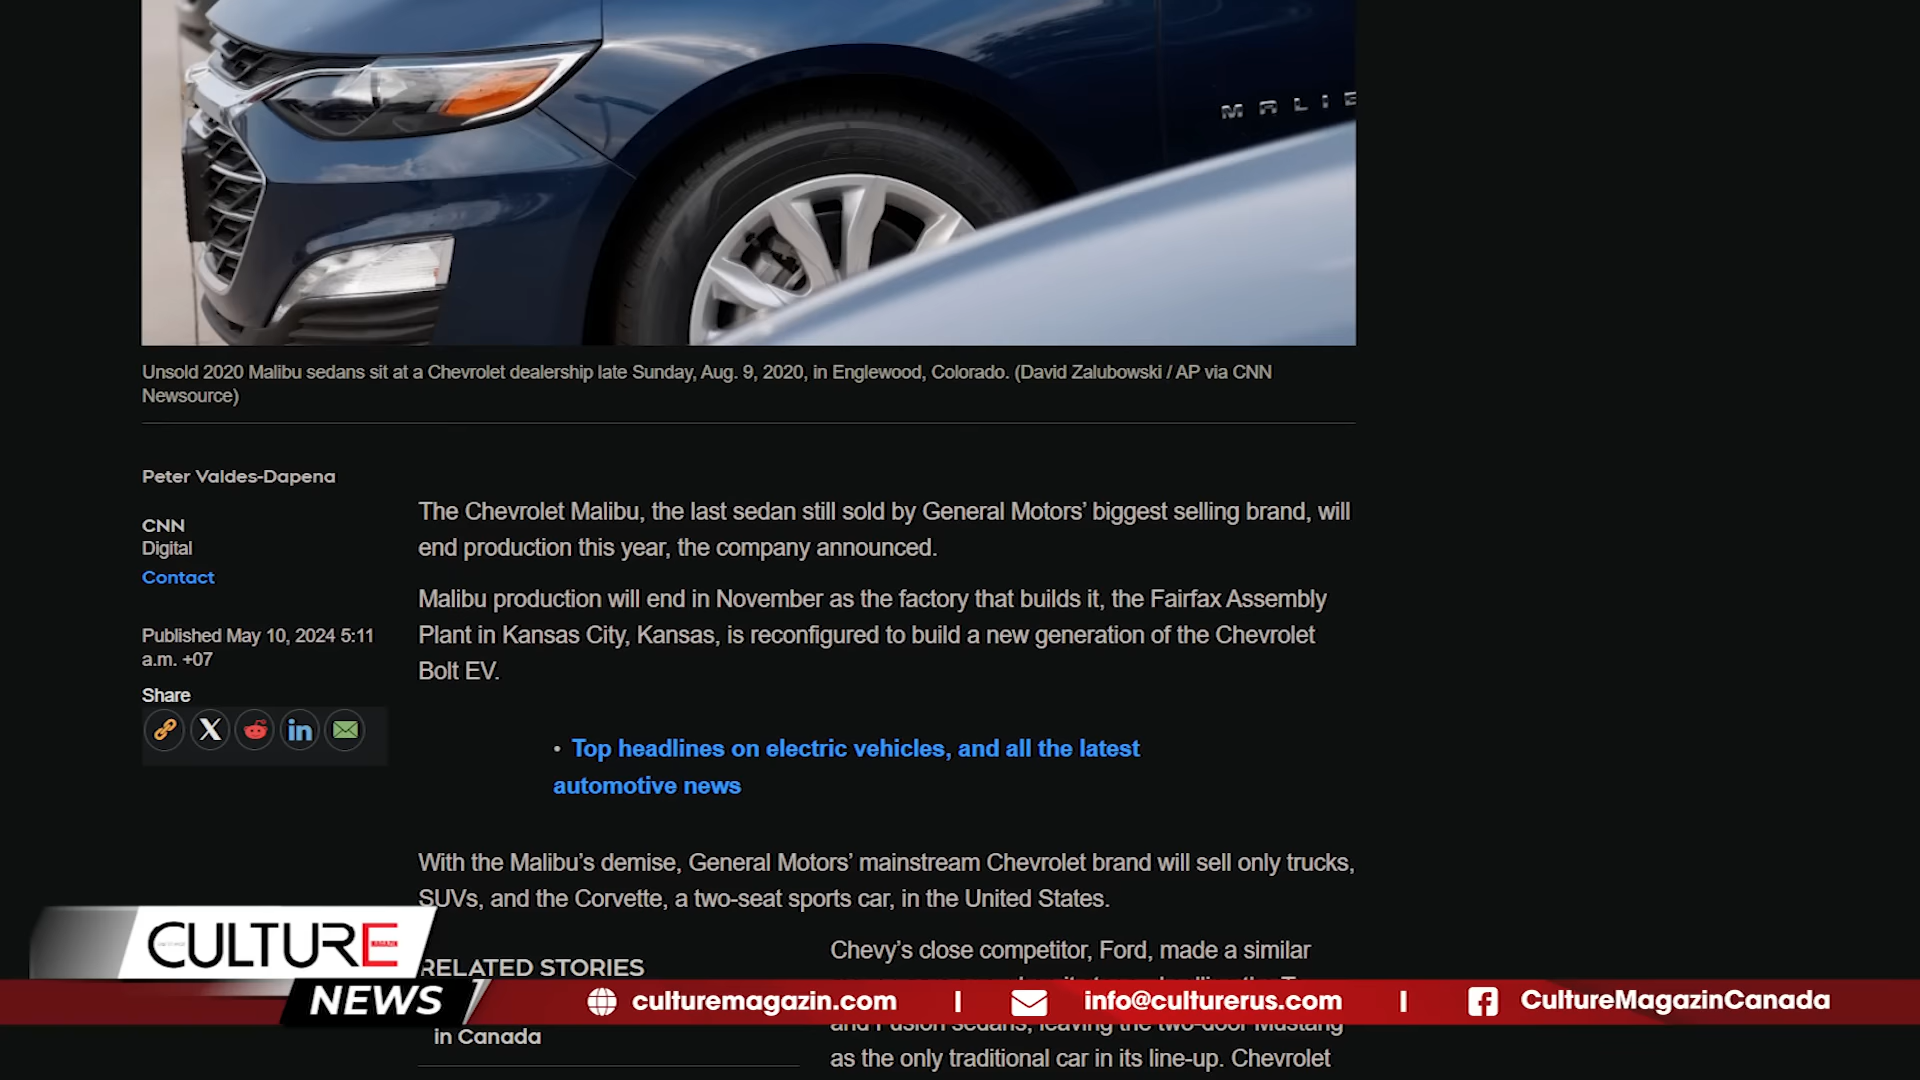 MALIB
Unsold 2020 Malibu sedans sit at a Chevrolet dealership late Sunday, Aug. 9, 2020, in Englewood, Colorado. (David Zalubowski / AP via CNN
Newsource)
Peter Valdes-Dapena
CNN
Digital
Contact
Published May 10, 2024 5:11
a.m. +07
Share
The Chevrolet Malibu, the last sedan still sold by General Motors’ biggest selling brand, will
end production this year, the company announced.
Malibu production will end in November as the factory that builds it, the Fairfax Assembly
Plant in Kansas City, Kansas, is reconfigured to build a new generation of the Chevrolet
Bolt EV.
• Top headlines on electric vehicles, and all the latest
automotive news
With the Malibu’s demise, General Motors’ mainstream Chevrolet brand will sell only trucks,
SUVs, and the Corvette, a two-seat sports car, in the United States.
RELATED STORIES
in Canada
Chevy’s close competitor, Ford, made a similar
and Fusion sedans, leaving the two-door Mustang
as the only traditional car in its line-up. Chevrolet
CULTURE
NEWS
culturemagazin.com | info@culturerus.com | CultureMagazinCanada